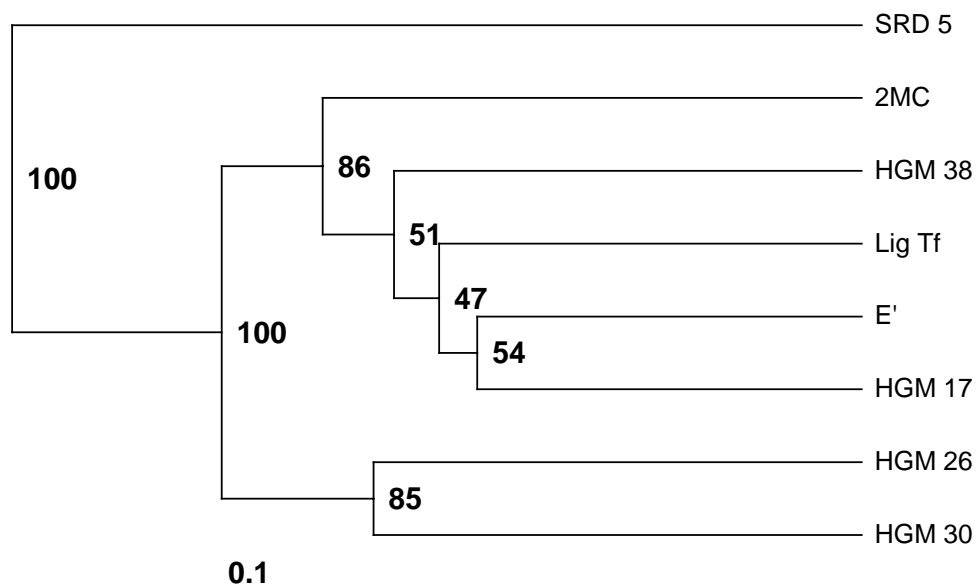 SRD 5
2MC
86
HGM 38
100
51
Lig Tf
47
E'
100
54
HGM 17
HGM 26
85
HGM 30
0.1